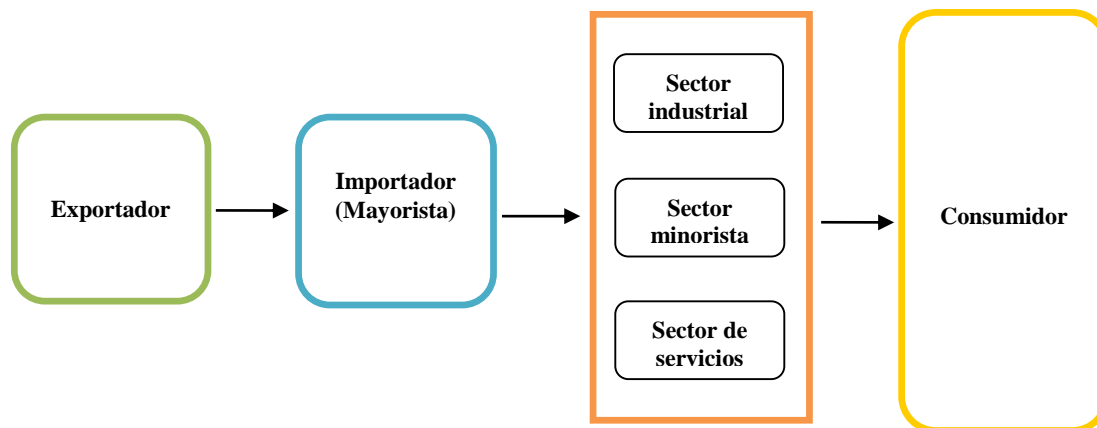 Exportador
Importador
(Mayorista)
Sector
industrial
Sector
minorista
Sector de
servicios
Consumidor